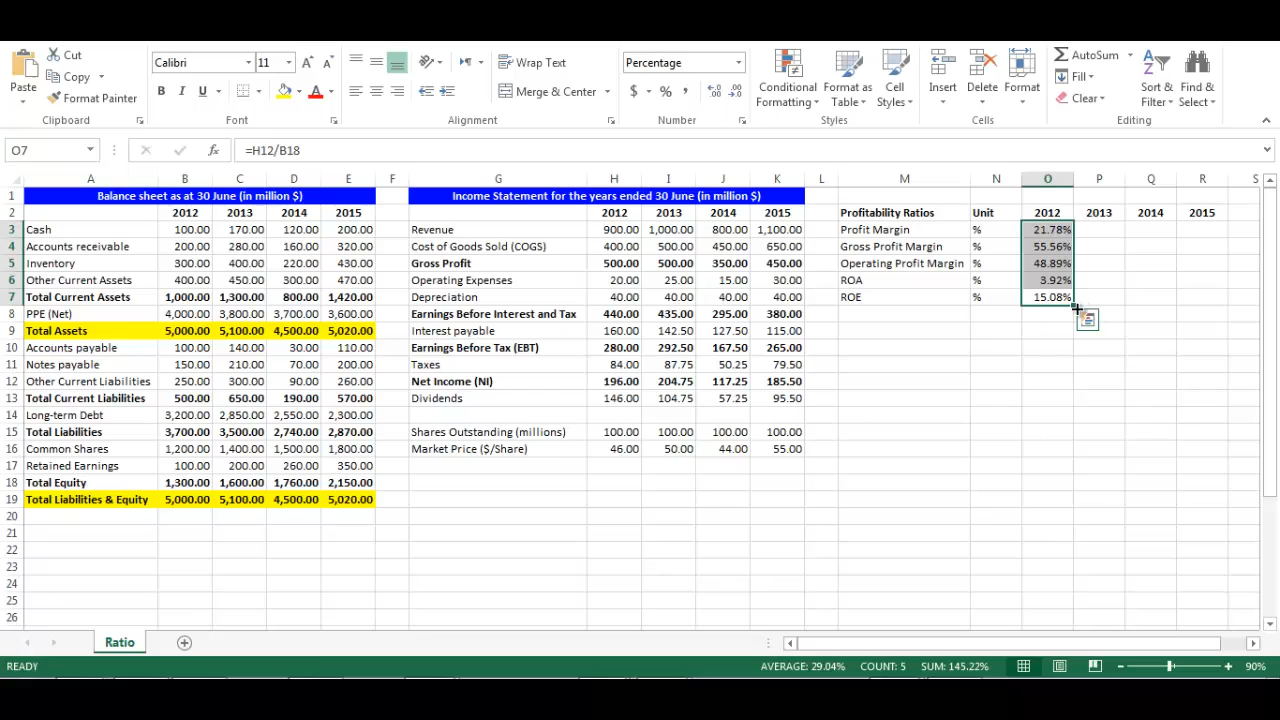 Cut
Copy
Paste
Format Painter
Clipboard
Calibri 11
B I U
Font
Wrap Text
Merge & Center
Alignment
Percentage
$ % ,
Number
Conditional Formatting
Format as Table
Cell Styles
Styles
Insert Delete Format
Cells
AutoSum
Fill
Clear
Sort & Filter
Find & Select
Editing
O7 fx =H12/B18
A B C D E F G H I J K L M N O P Q R S
1 Balance sheet as at 30 June (in million $) Income Statement for the years ended 30 June (in million $)
2 2012 2013 2014 2015 2012 2013 2014 2015 Profitability Ratios Unit 2012 2013 2014 2015
3 Cash 100.00 170.00 120.00 200.00 Revenue 900.00 1,000.00 800.00 1,100.00 Profit Margin % 21.78%
4 Accounts receivable 200.00 280.00 160.00 320.00 Cost of Goods Sold (COGS) 400.00 500.00 450.00 650.00 Gross Profit Margin % 55.56%
5 Inventory 300.00 400.00 220.00 430.00 Gross Profit 500.00 500.00 350.00 450.00 Operating Profit Margin % 48.89%
6 Other Current Assets 400.00 450.00 300.00 470.00 Operating Expenses 20.00 25.00 15.00 30.00 ROA % 3.92%
7 Total Current Assets 1,000.00 1,300.00 800.00 1,420.00 Depreciation 40.00 40.00 40.00 40.00 ROE % 15.08%
8 PPE (Net) 4,000.00 3,800.00 3,700.00 3,600.00 Earnings Before Interest and Tax 440.00 435.00 295.00 380.00
9 Total Assets 5,000.00 5,100.00 4,500.00 5,020.00 Interest payable 160.00 142.50 127.50 115.00
10 Accounts payable 100.00 140.00 30.00 110.00 Earnings Before Tax (EBT) 280.00 292.50 167.50 265.00
11 Notes payable 150.00 210.00 70.00 200.00 Taxes 84.00 87.75 50.25 79.50
12 Other Current Liabilities 250.00 300.00 90.00 260.00 Net Income (NI) 196.00 204.75 117.25 185.50
13 Total Current Liabilities 500.00 650.00 190.00 570.00 Dividends 146.00 104.75 57.25 95.50
14 Long-term Debt 3,200.00 2,850.00 2,550.00 2,300.00
15 Total Liabilities 3,700.00 3,500.00 2,740.00 2,870.00 Shares Outstanding (millions) 100.00 100.00 100.00 100.00
16 Common Shares 1,200.00 1,400.00 1,500.00 1,800.00 Market Price ($/Share) 46.00 50.00 44.00 55.00
17 Retained Earnings 100.00 200.00 260.00 350.00
18 Total Equity 1,300.00 1,600.00 1,760.00 2,150.00
19 Total Liabilities & Equity 5,000.00 5,100.00 4,500.00 5,020.00
20
21
22
23
24
25
26
Ratio
READY AVERAGE: 29.04% COUNT: 5 SUM: 145.22% 90%